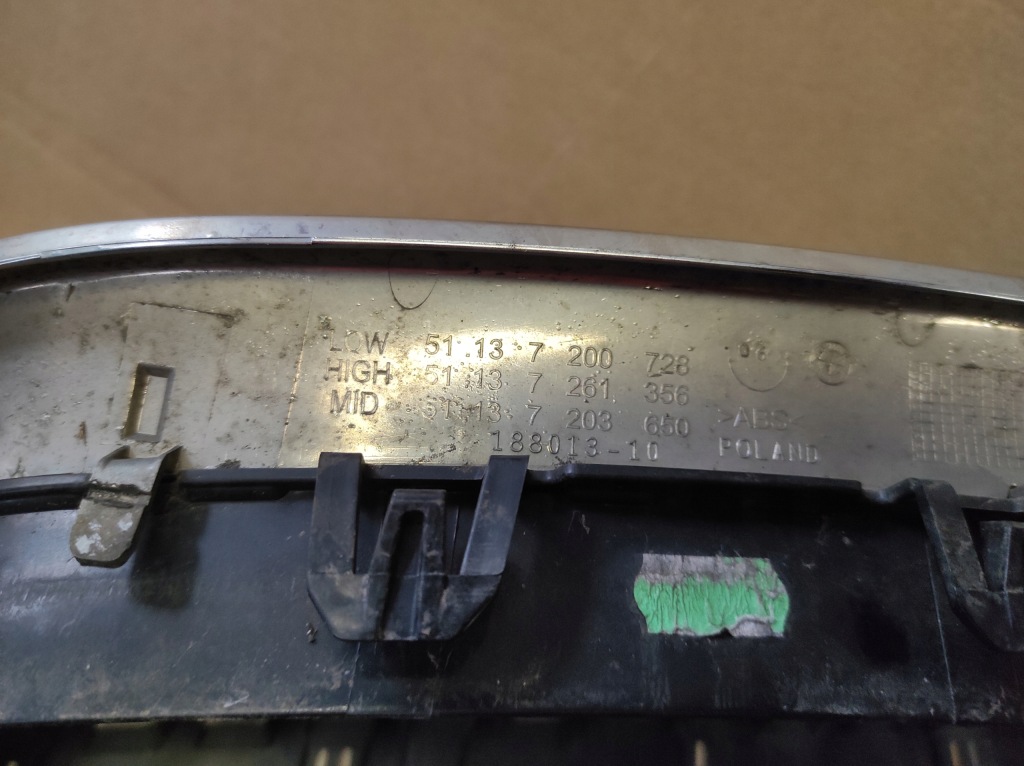 LOW 51.13 7 200 728
HIGH 51.13 7 261 356
MID 51.13 7 203 650
188013-10
>ABS<
POLAND